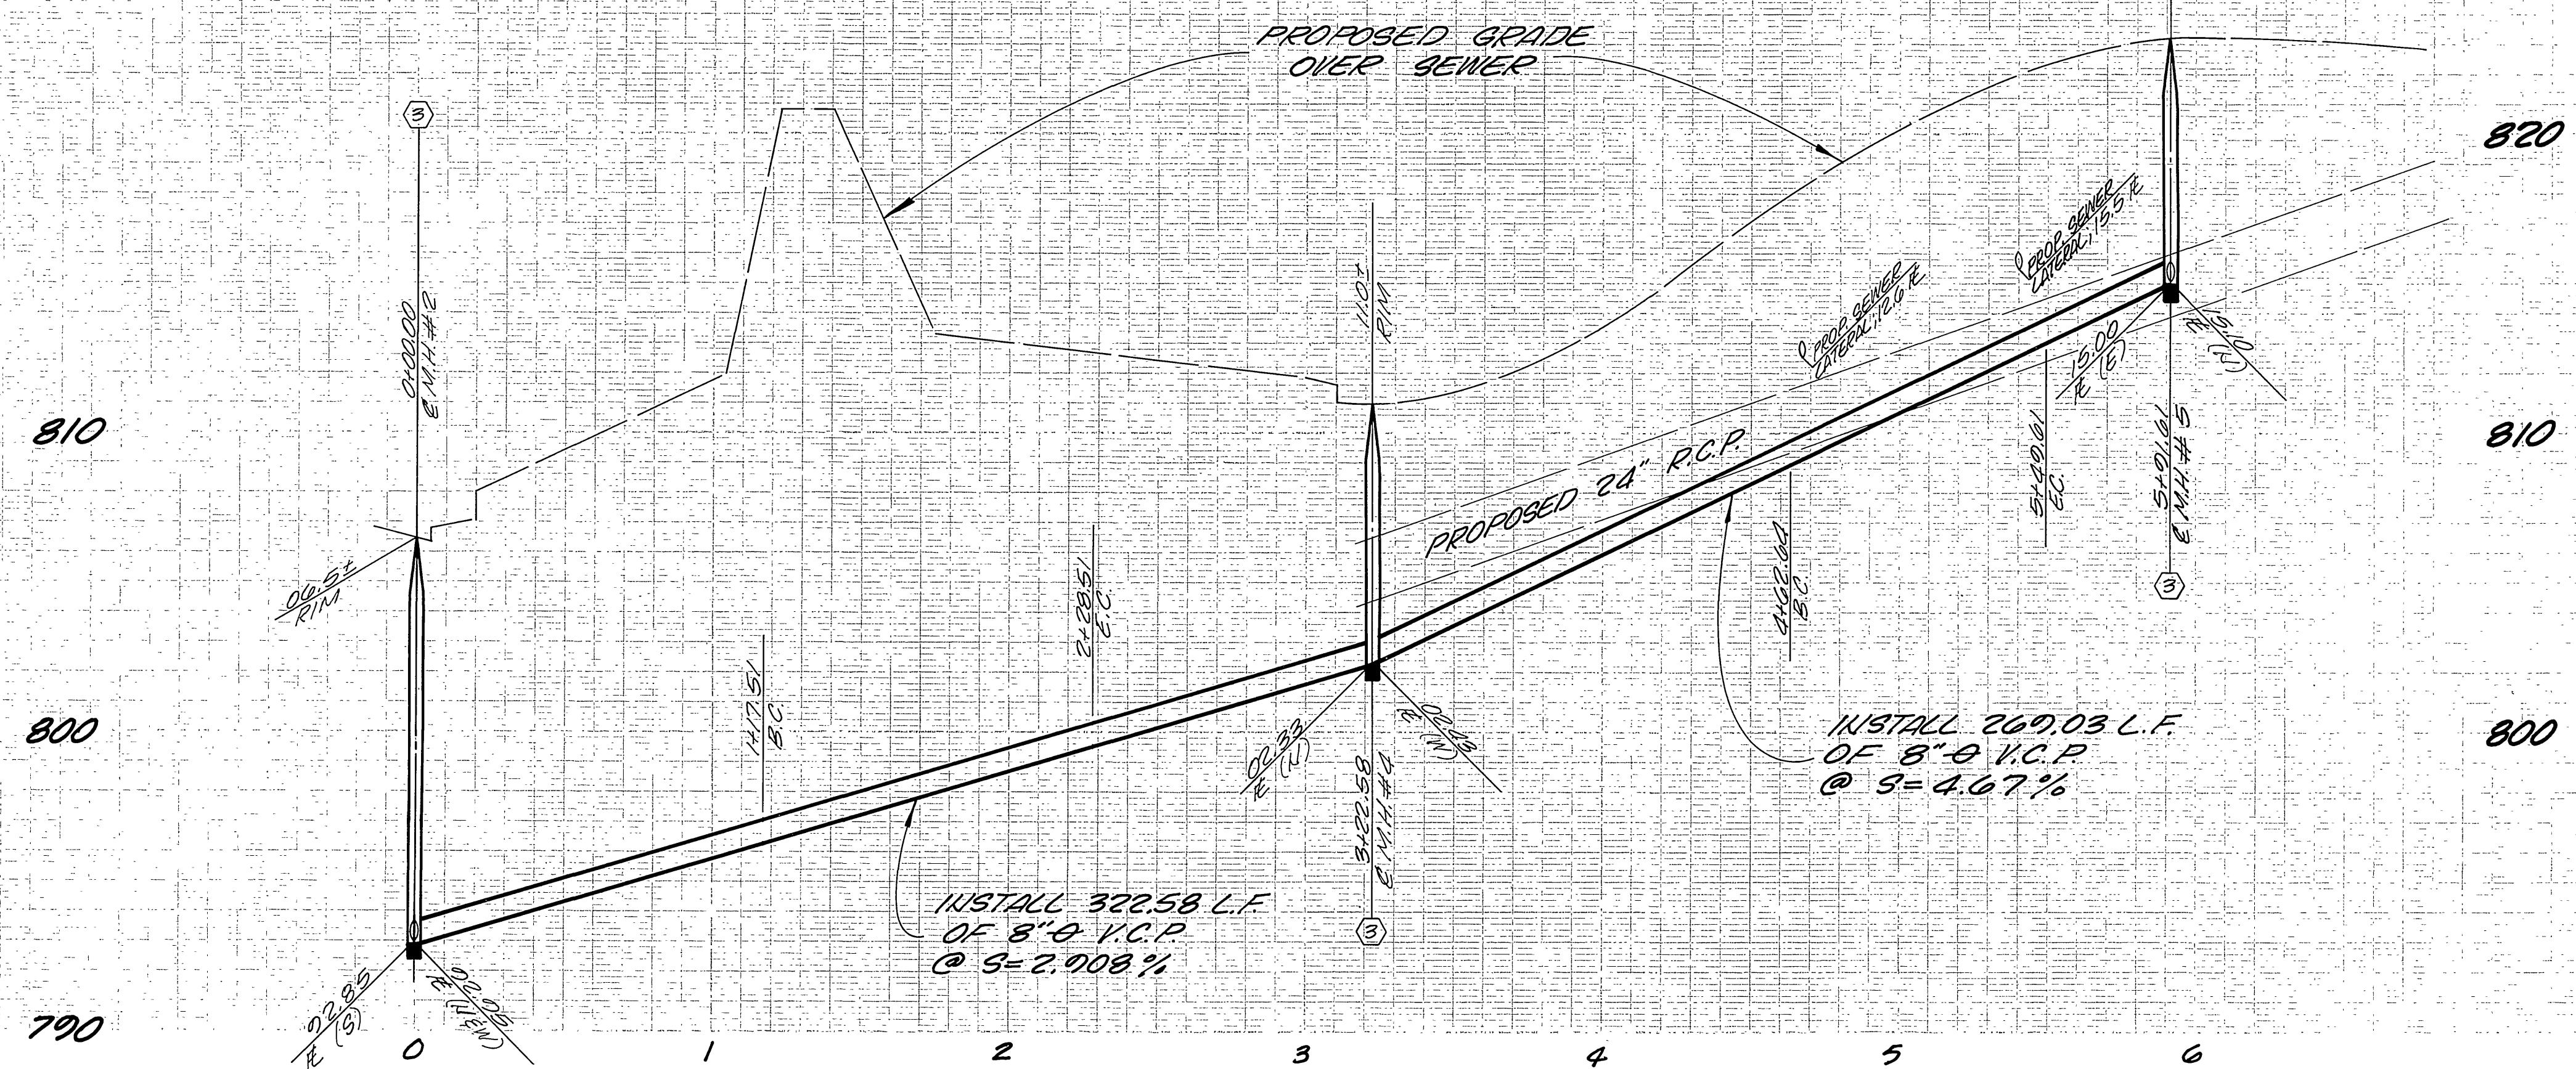 PROPOSED GRADE
OVER SEWER
3
820
820
810
810
800
800
790
0+00.00
℄ M.H. #2
06.5±
RIM
11.0±
RIM
℄ PROP. SEWER
LATERAL; 12.6 ℄
℄ PROP. SEWER
LATERAL; 15.5 ℄
PROPOSED 24" R.C.P.
15.00
(E)
15.10
5+49.61
E.C.
5+91.61
℄ M.H. #5
3
4+62.64
B.C.
2+28.51
E.C.
1+17.51
B.C.
02.33
(N)
02.43
(W)
3+22.58
℄ M.H. #4
3
INSTALL 269.03 L.F.
OF 8"-Ø V.C.P.
@ S=4.67%
INSTALL 322.58 L.F.
OF 8"-Ø V.C.P.
@ S=2.908%
92.85
(S)
92.95
0 1 2 3 4 5 6